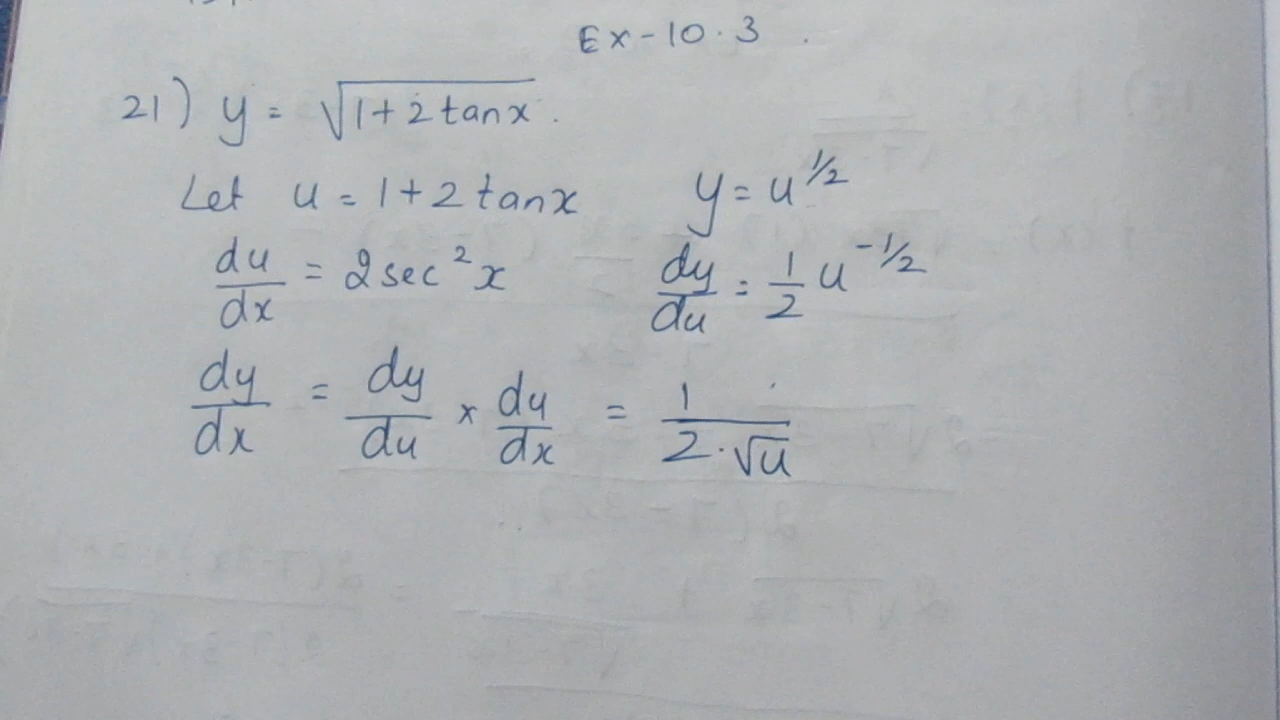 Ex-10.3.
21) y = √(1+2tanx).
Let u = 1+2tanx y = u^(1/2)
du/dx = 2sec²x dy/du = 1/2 u^(-1/2)
dy/dx = dy/du × du/dx = 1/(2·√u)